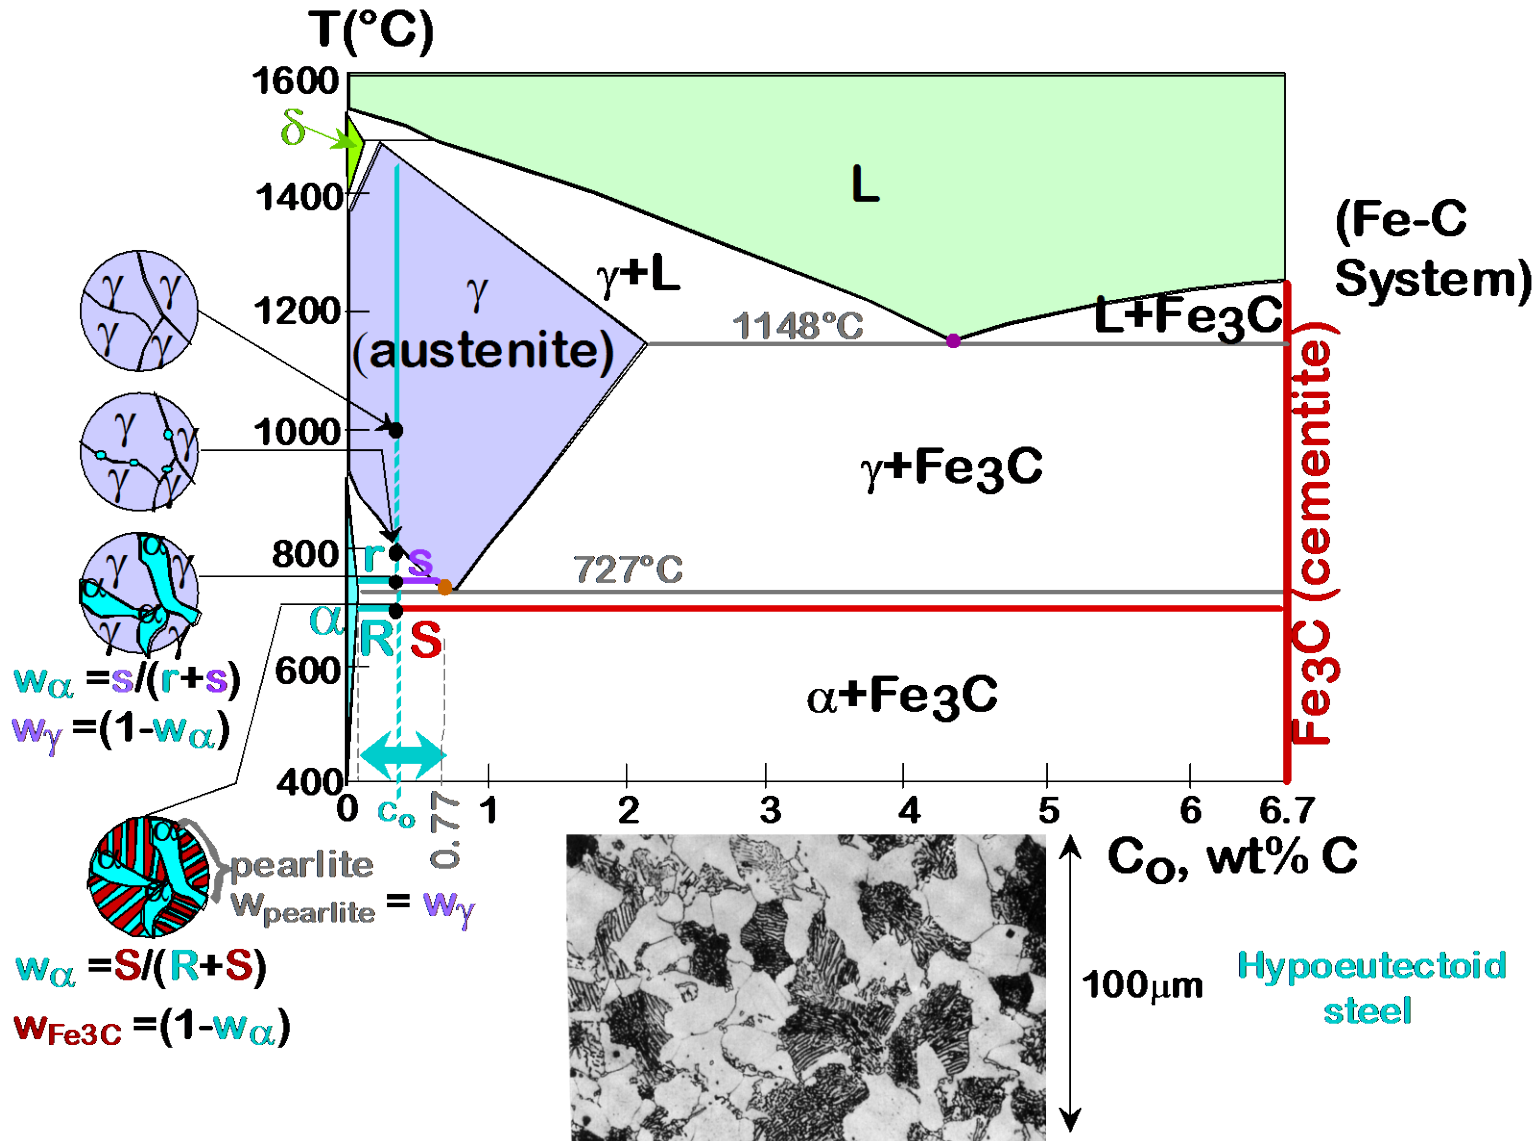 T(°C)
1600
δ
1400
L
(Fe-C
System)
γ γ
γ γ
γ
(austenite)
γ+L
1200
1148°C
L+Fe3C
γ γ
γ γ
1000
γ+Fe3C
Fe3C (cementite)
800
r s
727°C
α γ
γ α
α
γ γ
α
R S
wα =s/(r+s)
wγ =(1-wα)
600
α+Fe3C
400
0 1 2 3 4 5 6.7
co
0.77
Co, wt% C
α
α
α
pearlite
wpearlite = wγ
wα =S/(R+S)
wFe3C =(1-wα)
100μm
Hypoeutectoid
steel